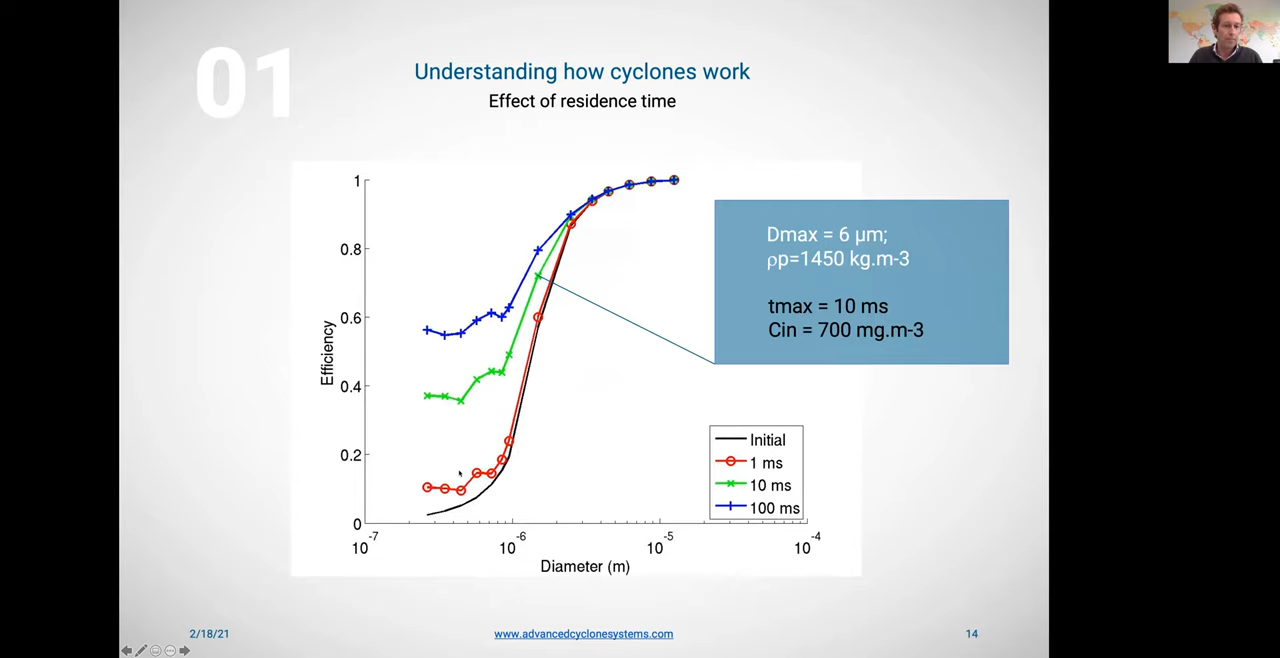 01
Understanding how cyclones work
Effect of residence time
1
0.8
0.6
0.4
0.2
0
Efficiency
10-7
10-6
10-5
10-4
Diameter (m)
Dmax = 6 µm;
ρp=1450 kg.m-3
tmax = 10 ms
Cin = 700 mg.m-3
Initial
1 ms
10 ms
100 ms
2/18/21
www.advancedcyclonesystems.com
14